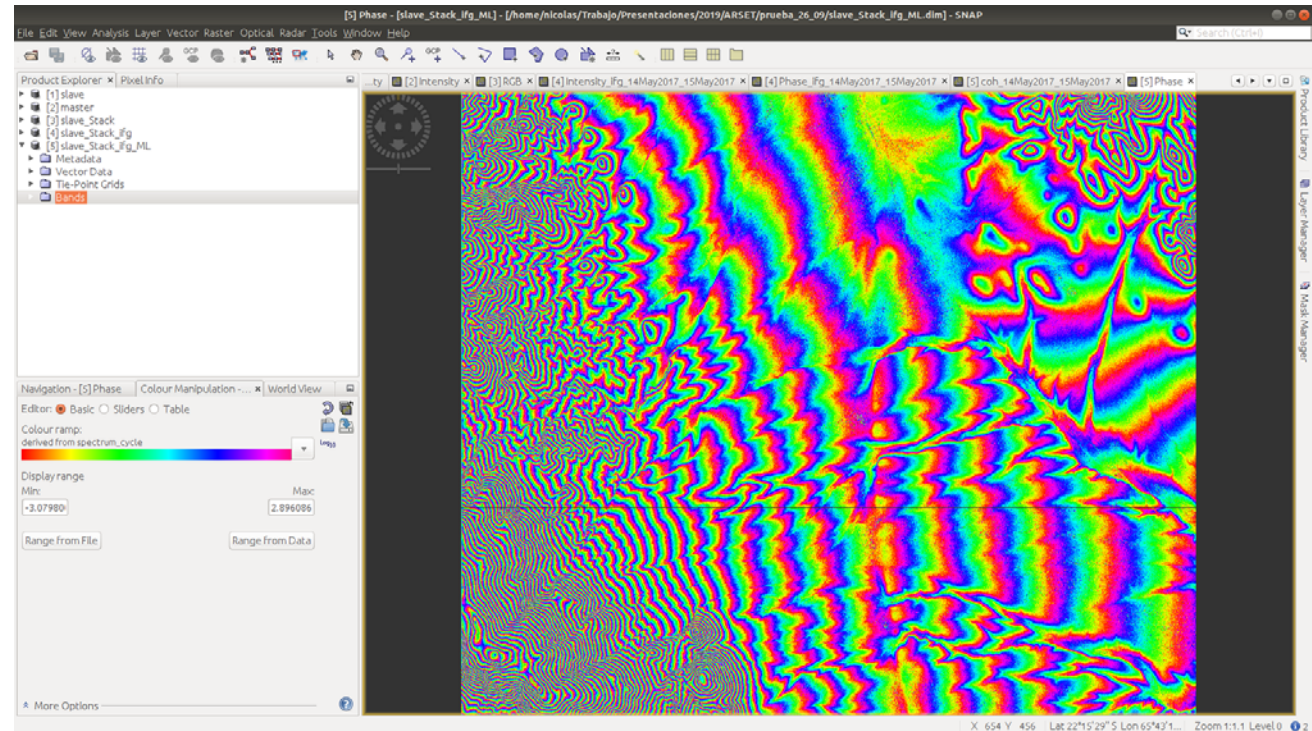 [5] Phase - [slave_Stack_ifg_ML] - [/home/nicolas/Trabajo/Presentaciones/2019/ARSET/prueba_26_09/slave_Stack_ifg_ML.dim] - SNAP
File Edit View Analysis Layer Vector Raster Optical Radar Tools Window Help
Search (Ctrl+I)
Product Explorer Pixel Info
...ty [2] Intensity [3] RGB [4] Intensity_ifg_14May2017_15May2017 [4] Phase_ifg_14May2017_15May2017 [5] coh_14May2017_15May2017 [5] Phase
[1] slave
[2] master
[3] slave_Stack
[4] slave_Stack_ifg
[5] slave_Stack_ifg_ML
Metadata
Vector Data
Tie-Point Grids
Bands
Product Library
Layer Manager
Mask Manager
Navigation - [5] Phase Colour Manipulation -... World View
Editor: Basic Sliders Table
Colour ramp:
derived from spectrum_cycle
Log10
Display range
Min: Max:
-3.07980 2.896086
Range from File Range from Data
More Options
X 654 Y 456 Lat 22°15'29" S Lon 65°43'1... Zoom 1:1.1 Level 0 2